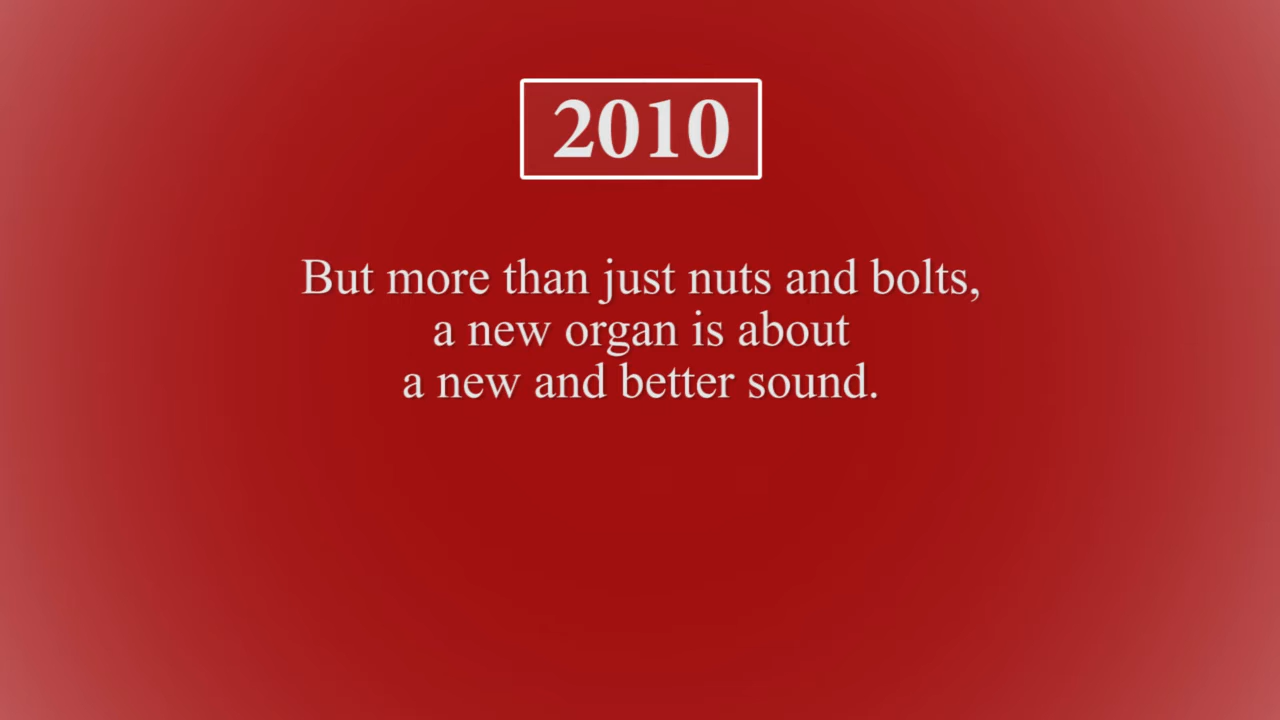 2010
But more than just nuts and bolts,
a new organ is about
a new and better sound.